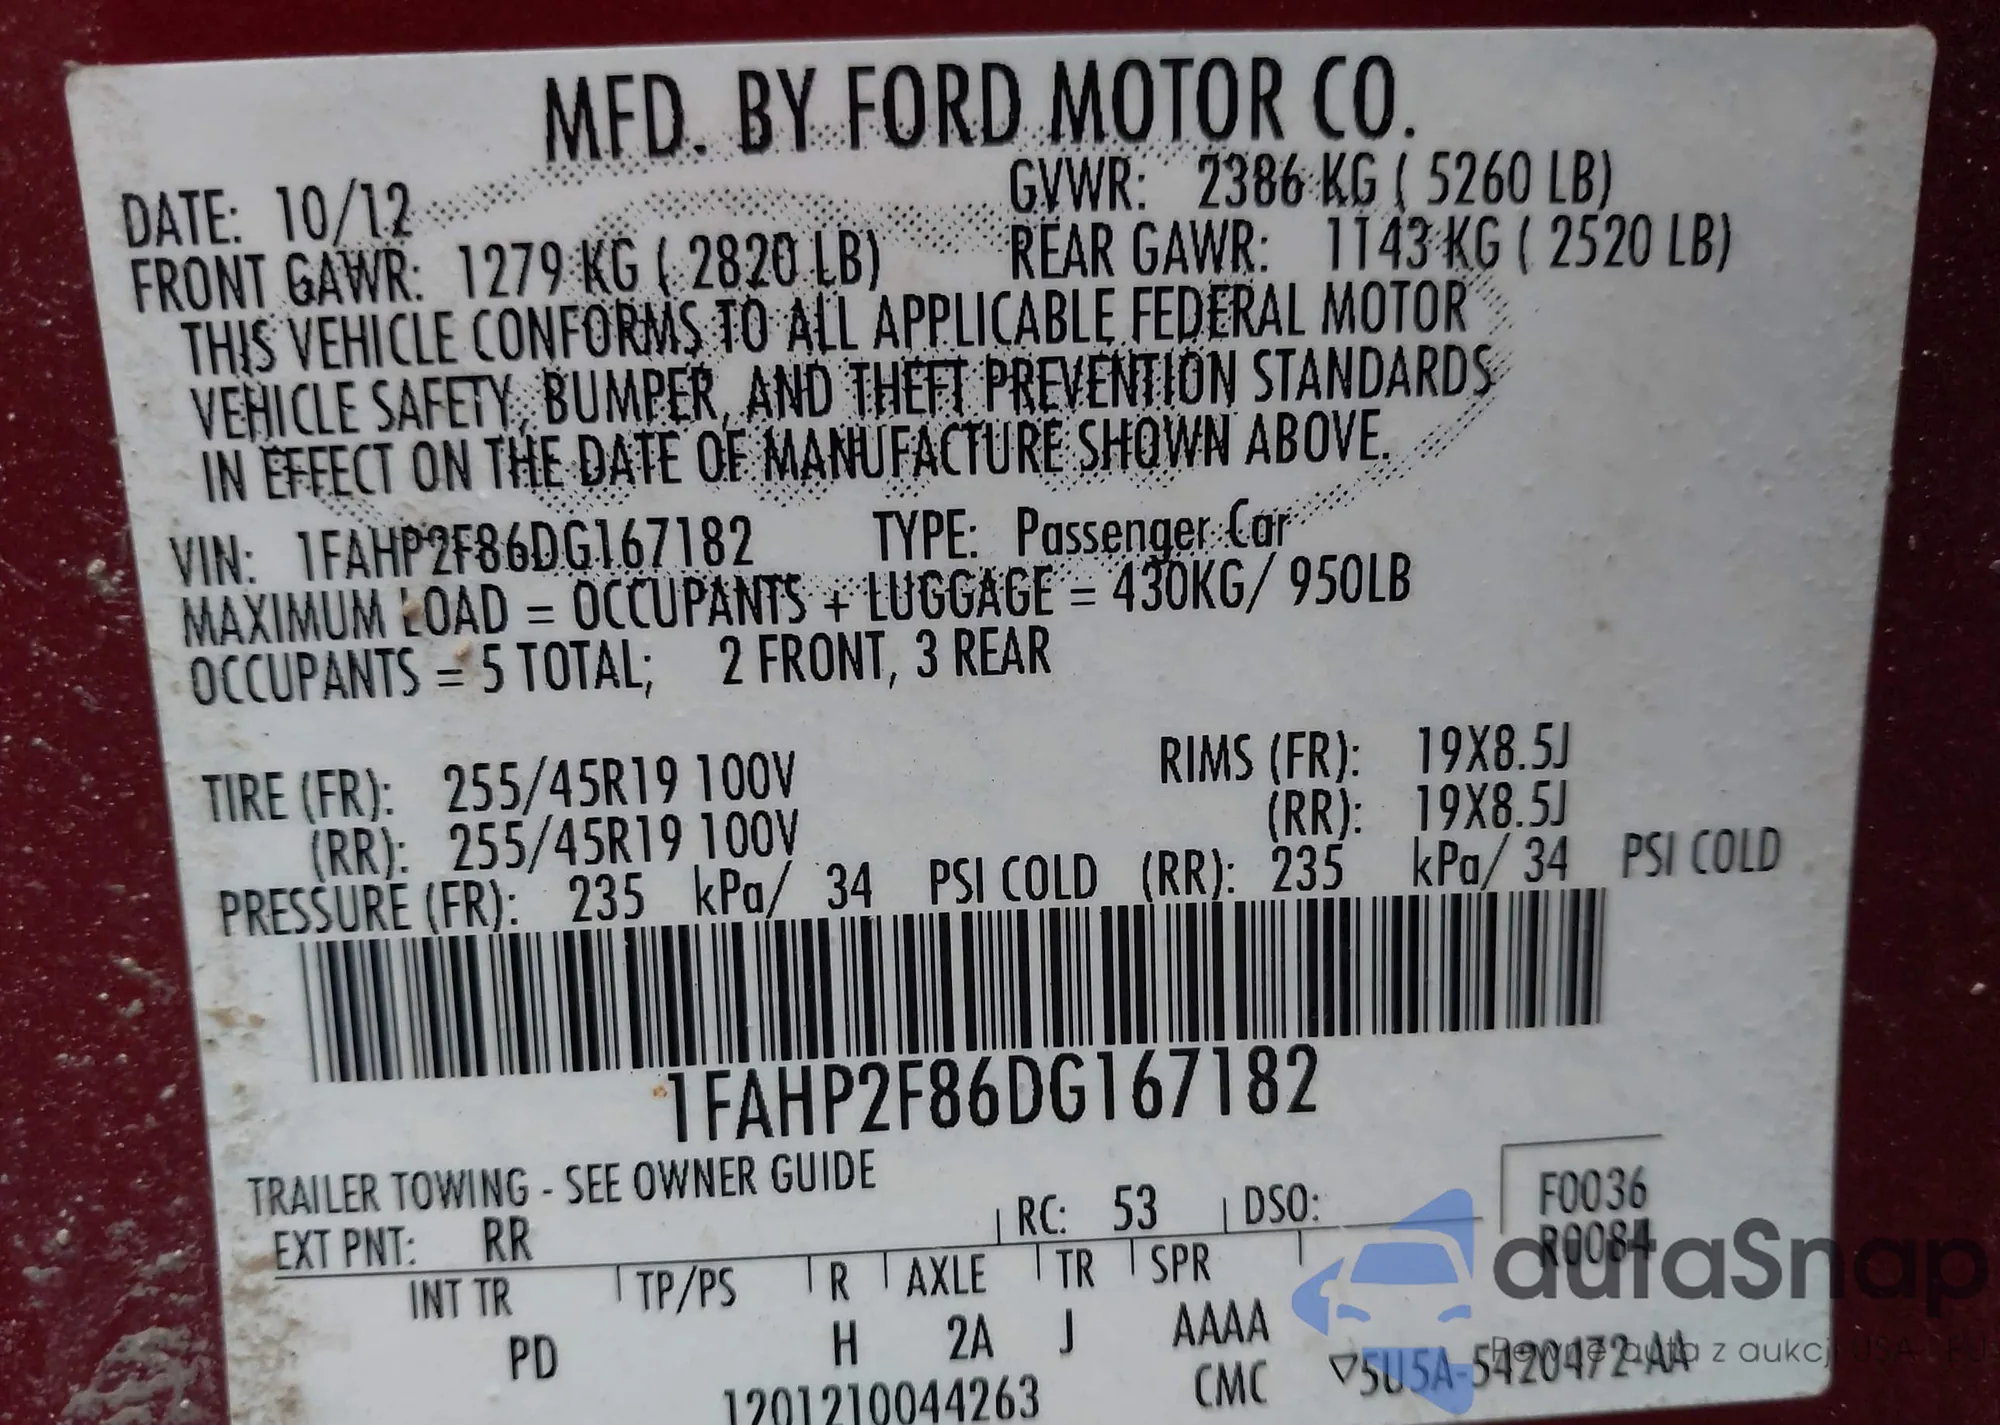 MFD. BY FORD MOTOR CO.
DATE: 10/12 GVWR: 2386 KG ( 5260 LB)
FRONT GAWR: 1279 KG ( 2820 LB) REAR GAWR: 1143 KG ( 2520 LB)
THIS VEHICLE CONFORMS TO ALL APPLICABLE FEDERAL MOTOR
VEHICLE SAFETY, BUMPER, AND THEFT PREVENTION STANDARDS
IN EFFECT ON THE DATE OF MANUFACTURE SHOWN ABOVE.
VIN: 1FAHP2F86DG167182 TYPE: Passenger Car
MAXIMUM LOAD = OCCUPANTS + LUGGAGE = 430KG/ 950LB
OCCUPANTS = 5 TOTAL; 2 FRONT, 3 REAR
TIRE (FR): 255/45R19 100V RIMS (FR): 19X8.5J
(RR): 255/45R19 100V (RR): 19X8.5J
PRESSURE (FR): 235 kPa/ 34 PSI COLD (RR): 235 kPa/ 34 PSI COLD
1FAHP2F86DG167182
TRAILER TOWING - SEE OWNER GUIDE
F0036
EXT PNT: RR RC: 53 DSO:
R0084
INT TR TP/PS R AXLE TR SPR
PD H 2A J AAAA
1201210044263 CMC ▽5U5A-5420472-AA
autaSnap
Pewne auta z aukcji USA